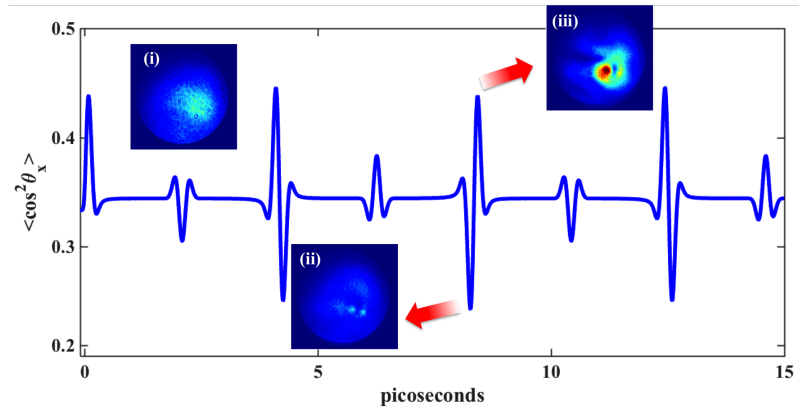 0.5
(i)
(iii)
0.4
<cos²θₓ>
0.3
(ii)
0.2
0
5
10
15
picoseconds